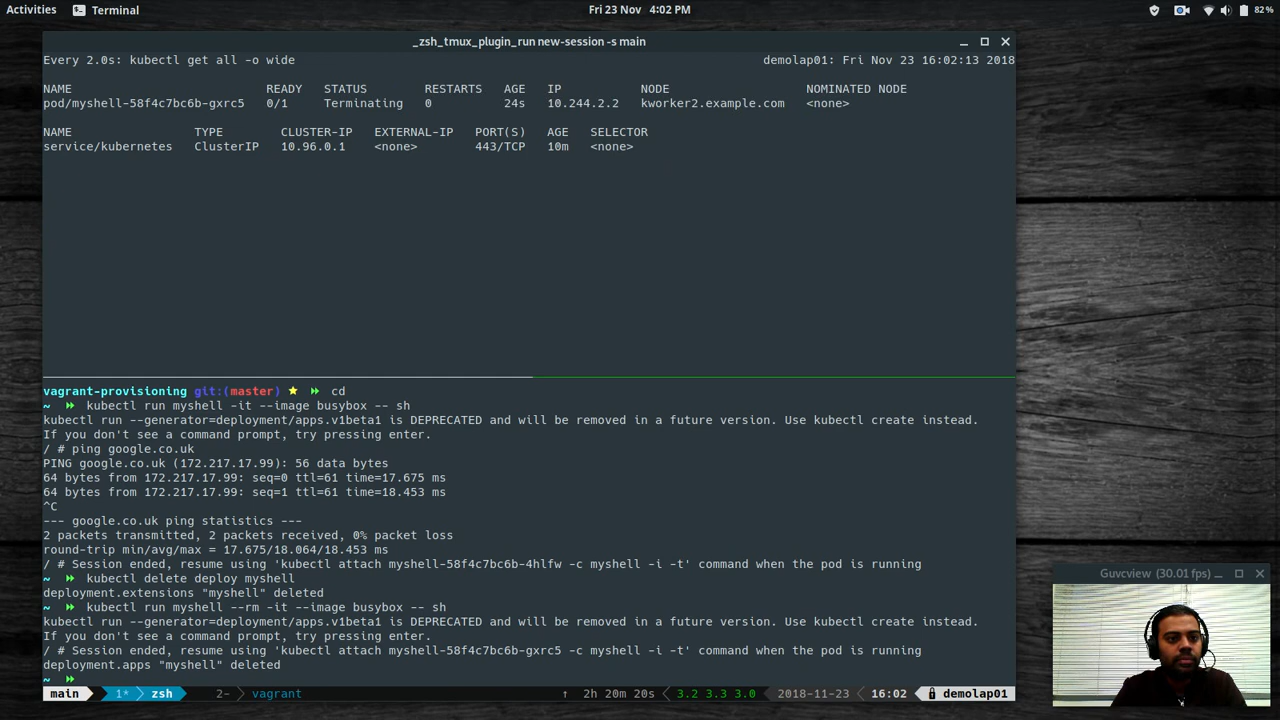 Activities Terminal Fri 23 Nov 4:02 PM 82 %
_zsh_tmux_plugin_run new-session -s main
Every 2.0s: kubectl get all -o wide demolap01: Fri Nov 23 16:02:13 2018
NAME READY STATUS RESTARTS AGE IP NODE NOMINATED NODE
pod/myshell-58f4c7bc6b-gxrc5 0/1 Terminating 0 24s 10.244.2.2 kworker2.example.com <none>
NAME TYPE CLUSTER-IP EXTERNAL-IP PORT(S) AGE SELECTOR
service/kubernetes ClusterIP 10.96.0.1 <none> 443/TCP 10m <none>
vagrant-provisioning git:(master) cd
~ kubectl run myshell -it --image busybox -- sh
kubectl run --generator=deployment/apps.v1beta1 is DEPRECATED and will be removed in a future version. Use kubectl create instead.
If you don't see a command prompt, try pressing enter.
/ # ping google.co.uk
PING google.co.uk (172.217.17.99): 56 data bytes
64 bytes from 172.217.17.99: seq=0 ttl=61 time=17.675 ms
64 bytes from 172.217.17.99: seq=1 ttl=61 time=18.453 ms
^C
--- google.co.uk ping statistics ---
2 packets transmitted, 2 packets received, 0% packet loss
round-trip min/avg/max = 17.675/18.064/18.453 ms
/ # Session ended, resume using 'kubectl attach myshell-58f4c7bc6b-4hlfw -c myshell -i -t' command when the pod is running
~ kubectl delete deploy myshell
deployment.extensions "myshell" deleted
~ kubectl run myshell --rm -it --image busybox -- sh
kubectl run --generator=deployment/apps.v1beta1 is DEPRECATED and will be removed in a future version. Use kubectl create instead.
If you don't see a command prompt, try pressing enter.
/ # Session ended, resume using 'kubectl attach myshell-58f4c7bc6b-gxrc5 -c myshell -i -t' command when the pod is running
deployment.apps "myshell" deleted
~
main 1* zsh 2- vagrant ↑ 2h 20m 20s 3.2 3.3 3.0 2018-11-23 16:02 demolap01
Guvcview (30.01 fps)